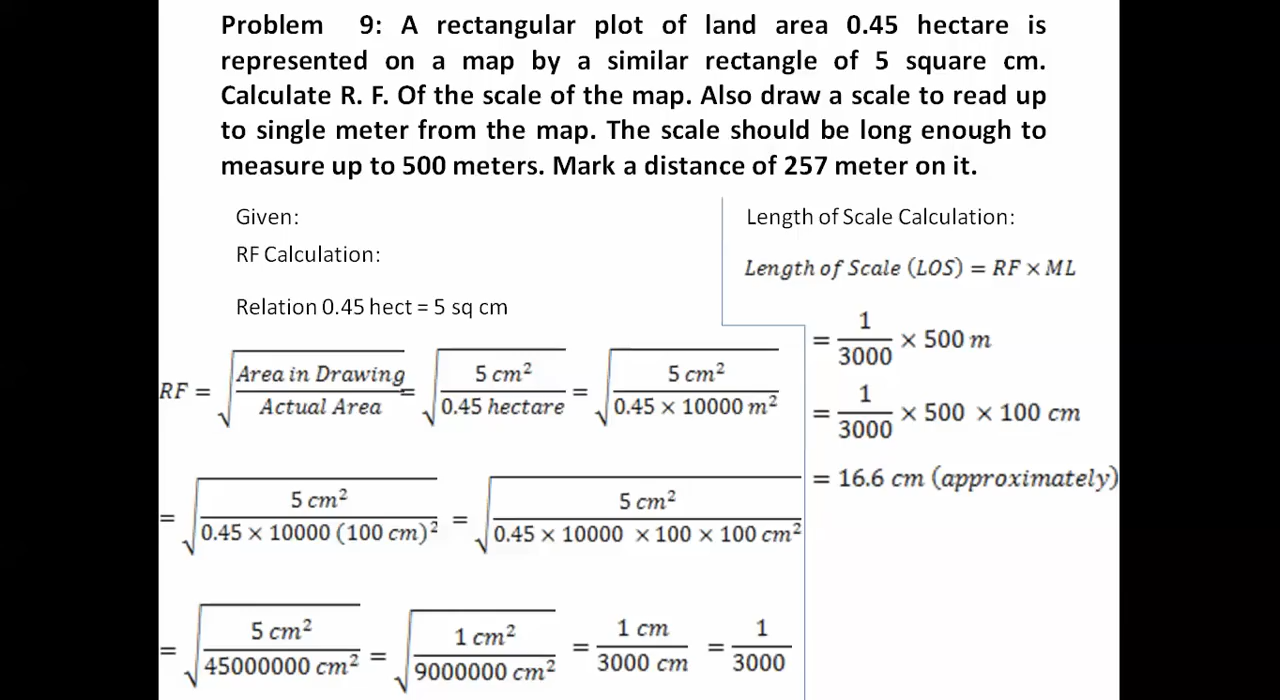 Problem 9: A rectangular plot of land area 0.45 hectare is
represented on a map by a similar rectangle of 5 square cm.
Calculate R. F. Of the scale of the map. Also draw a scale to read up
to single meter from the map. The scale should be long enough to
measure up to 500 meters. Mark a distance of 257 meter on it.
Given:
RF Calculation:
Relation 0.45 hect = 5 sq cm
RF = √(Area in Drawing / Actual Area) = √(5 cm² / 0.45 hectare) = √(5 cm² / 0.45 × 10000 m²)
= √(5 cm² / 0.45 × 10000 (100 cm)²) = √(5 cm² / 0.45 × 10000 × 100 × 100 cm²)
= √(5 cm² / 45000000 cm²) = √(1 cm² / 9000000 cm²) = 1 cm / 3000 cm = 1 / 3000
Length of Scale Calculation:
Length of Scale (LOS) = RF × ML
= 1 / 3000 × 500 m
= 1 / 3000 × 500 × 100 cm
= 16.6 cm (approximately)